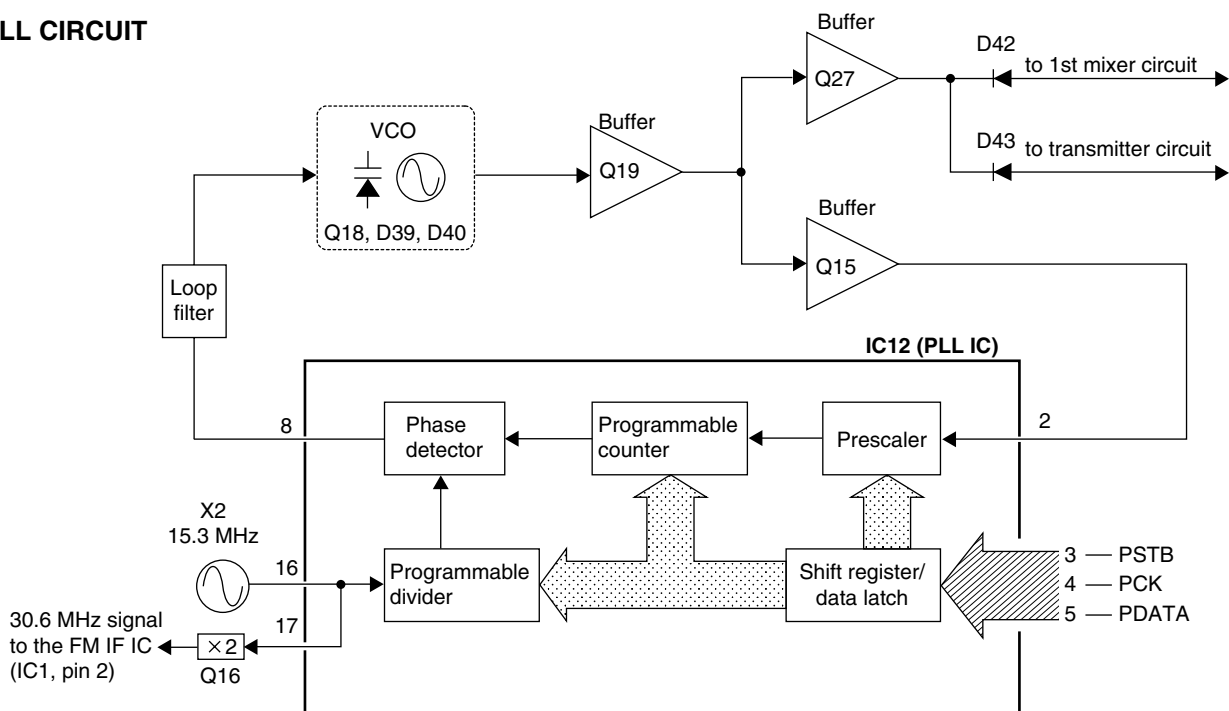 LL CIRCUIT
Buffer
Q27
D42
to 1st mixer circuit
D43
to transmitter circuit
VCO
Q18, D39, D40
Buffer
Q19
Buffer
Q15
Loop
filter
IC12 (PLL IC)
8
Phase
detector
Programmable
counter
Prescaler
2
X2
15.3 MHz
16
Programmable
divider
Shift register/
data latch
3 — PSTB
4 — PCK
5 — PDATA
17
30.6 MHz signal
to the FM IF IC
(IC1, pin 2)
×2
Q16